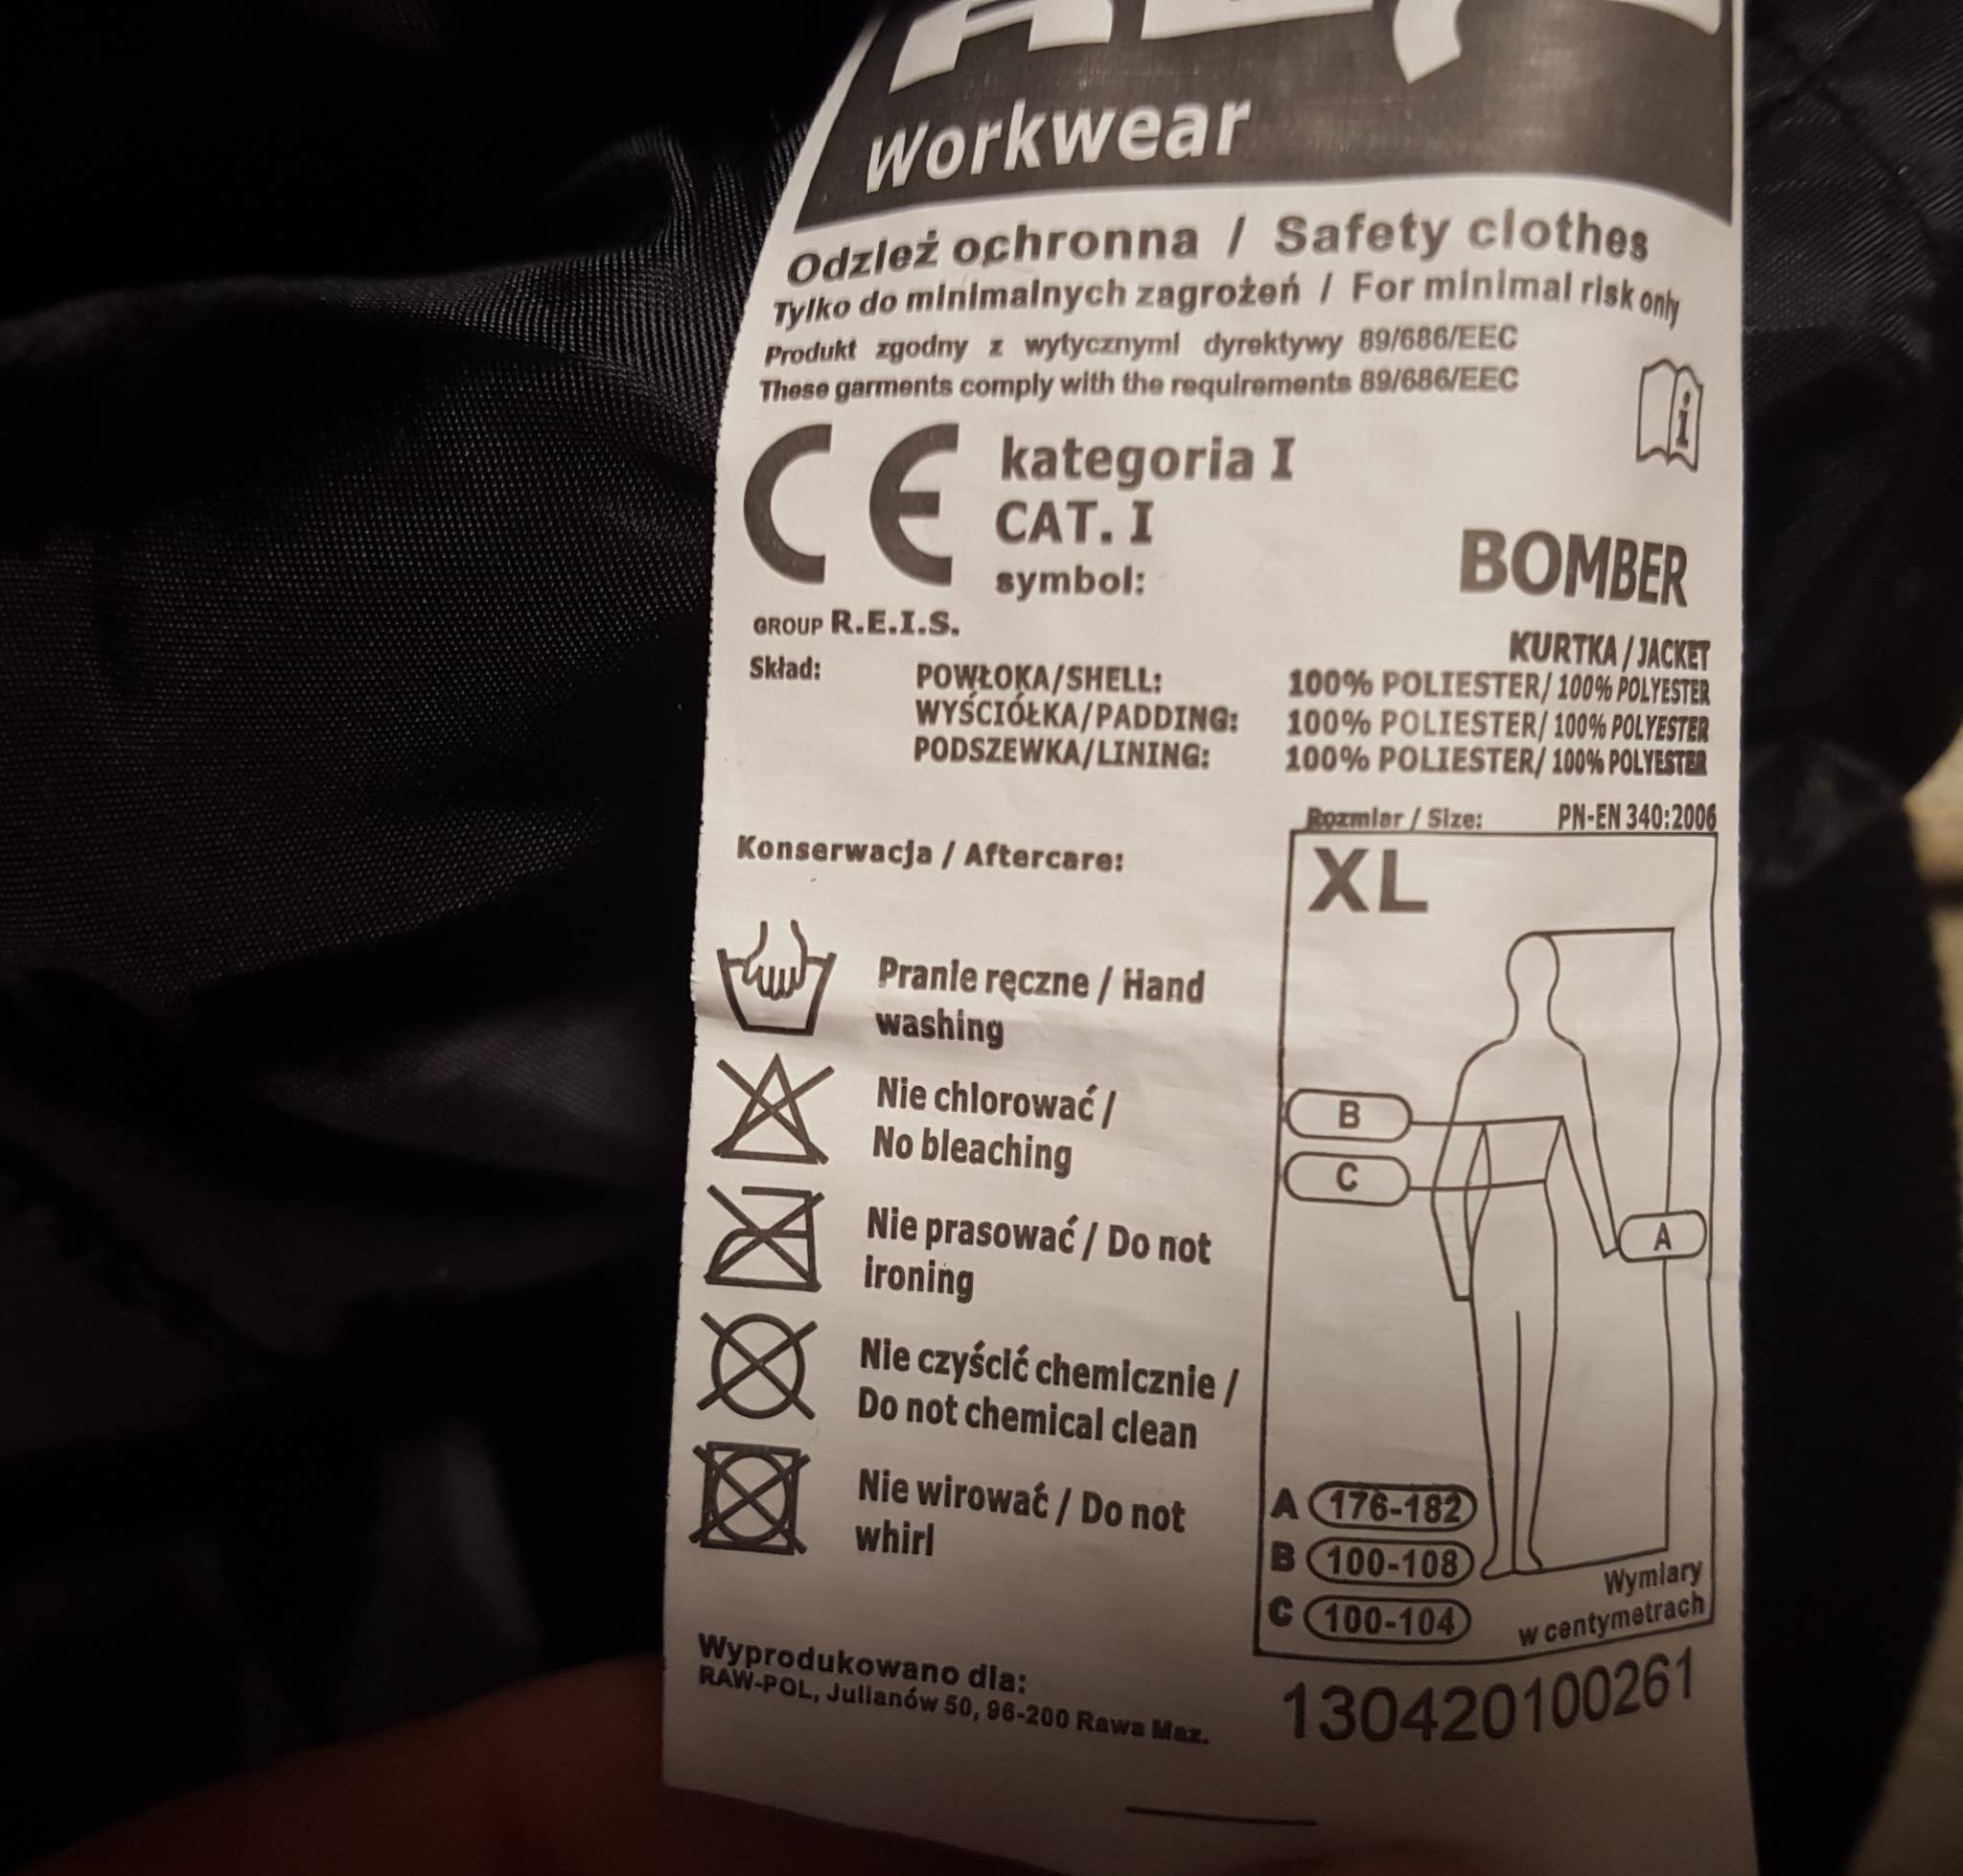 Workwear
Odzież ochronna / Safety clothes
Tylko do minimalnych zagrożeń / For minimal risk only
Produkt zgodny z wytycznymi dyrektywy 89/686/EEC
These garments comply with the requirements 89/686/EEC
CE
kategoria I
CAT. I
symbol:
BOMBER
GROUP R.E.I.S.
KURTKA / JACKET
Skład:
POWŁOKA/SHELL: 100% POLIESTER/ 100% POLYESTER
WYŚCIÓŁKA/PADDING: 100% POLIESTER/ 100% POLYESTER
PODSZEWKA/LINING: 100% POLIESTER/ 100% POLYESTER
Rozmiar / Size: PN-EN 340:2006
XL
Konserwacja / Aftercare:
Pranie ręczne / Hand
washing
Nie chlorować /
No bleaching
Nie prasować / Do not
ironing
Nie czyścić chemicznie /
Do not chemical clean
Nie wirować / Do not
whirl
B
C
A
A 176-182
B 100-108
C 100-104
Wymiary
w centymetrach
Wyprodukowano dla:
RAW-POL, Julianów 50, 96-200 Rawa Maz.
130420100261